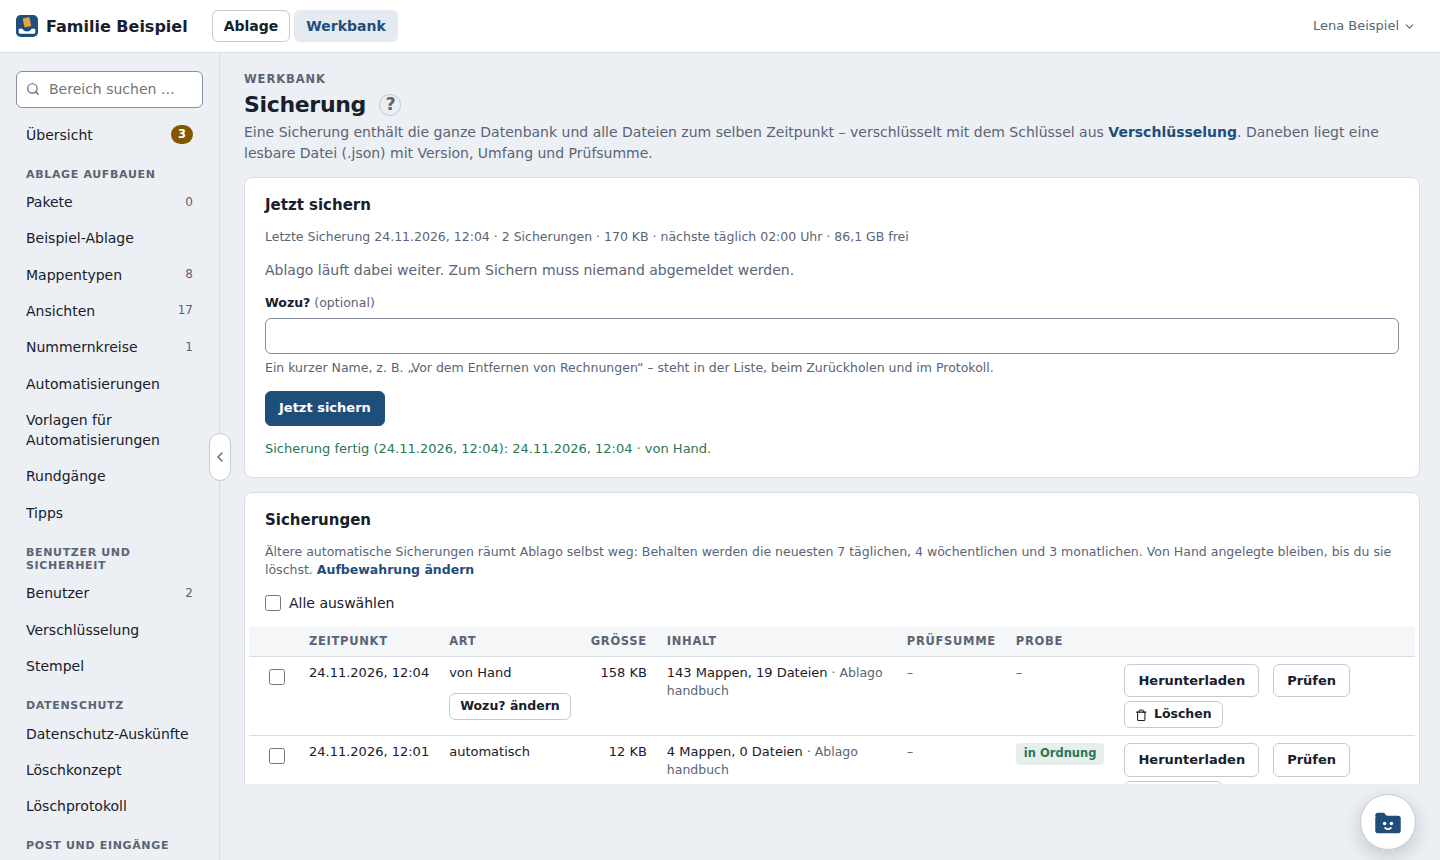 Familie Beispiel
Ablage
Werkbank
Lena Beispiel
Bereich suchen …
Übersicht 3
ABLAGE AUFBAUEN
Pakete 0
Beispiel-Ablage
Mappentypen 8
Ansichten 17
Nummernkreise 1
Automatisierungen
Vorlagen für
Automatisierungen
Rundgänge
Tipps
BENUTZER UND
SICHERHEIT
Benutzer 2
Verschlüsselung
Stempel
DATENSCHUTZ
Datenschutz-Auskünfte
Löschkonzept
Löschprotokoll
POST UND EINGÄNGE
WERKBANK
Sicherung ?
Eine Sicherung enthält die ganze Datenbank und alle Dateien zum selben Zeitpunkt – verschlüsselt mit dem Schlüssel aus Verschlüsselung. Daneben liegt eine
lesbare Datei (.json) mit Version, Umfang und Prüfsumme.
Jetzt sichern
Letzte Sicherung 24.11.2026, 12:04 · 2 Sicherungen · 170 KB · nächste täglich 02:00 Uhr · 86,1 GB frei
Ablago läuft dabei weiter. Zum Sichern muss niemand abgemeldet werden.
Wozu? (optional)
Ein kurzer Name, z. B. „Vor dem Entfernen von Rechnungen“ – steht in der Liste, beim Zurückholen und im Protokoll.
Jetzt sichern
Sicherung fertig (24.11.2026, 12:04): 24.11.2026, 12:04 · von Hand.
Sicherungen
Ältere automatische Sicherungen räumt Ablago selbst weg: Behalten werden die neuesten 7 täglichen, 4 wöchentlichen und 3 monatlichen. Von Hand angelegte bleiben, bis du sie
löschst. Aufbewahrung ändern
Alle auswählen
ZEITPUNKT ART GRÖSSE INHALT PRÜFSUMME PROBE
24.11.2026, 12:04 von Hand 158 KB 143 Mappen, 19 Dateien · Ablago – – Herunterladen Prüfen
handbuch
Wozu? ändern Löschen
24.11.2026, 12:01 automatisch 12 KB 4 Mappen, 0 Dateien · Ablago – in Ordnung Herunterladen Prüfen
handbuch